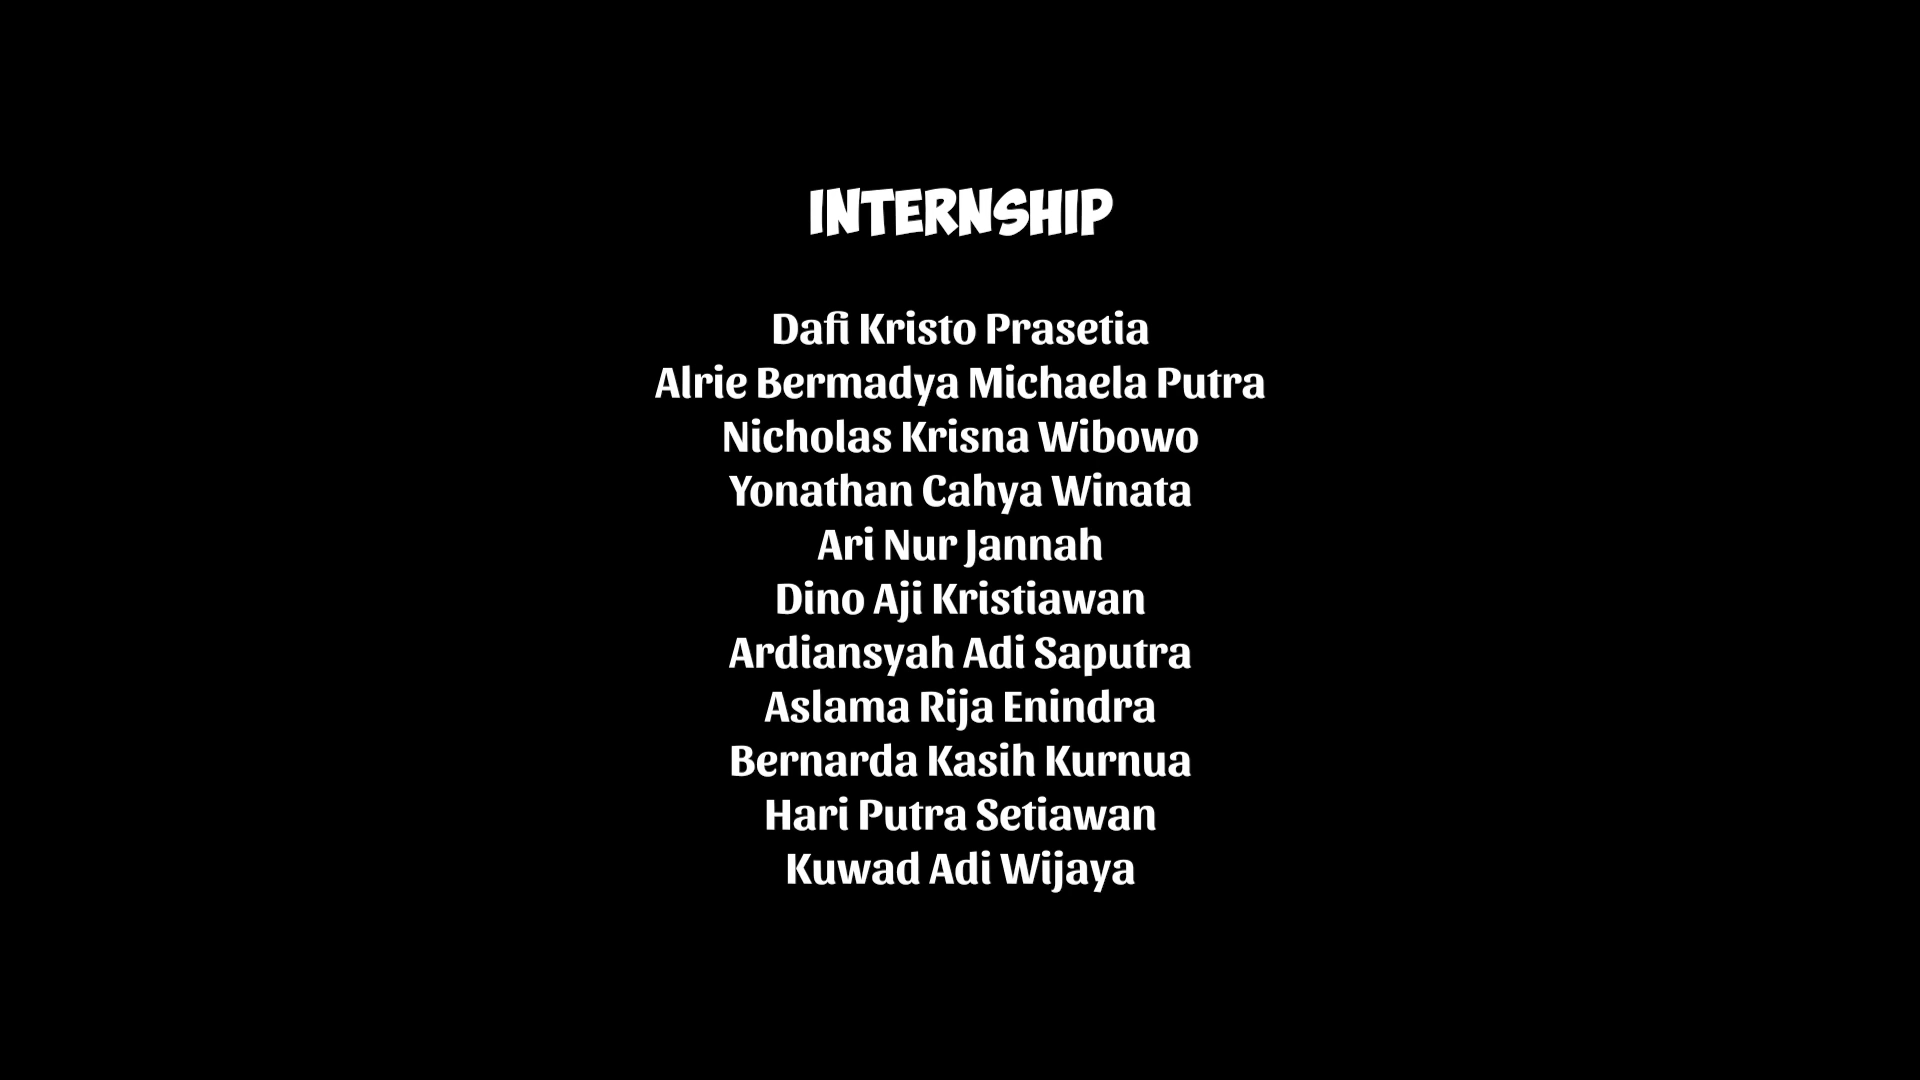 INTERNSHIP
Dafi Kristo Prasetia
Alrie Bermadya Michaela Putra
Nicholas Krisna Wibowo
Yonathan Cahya Winata
Ari Nur Jannah
Dino Aji Kristiawan
Ardiansyah Adi Saputra
Aslama Rija Enindra
Bernarda Kasih Kurnua
Hari Putra Setiawan
Kuwad Adi Wijaya